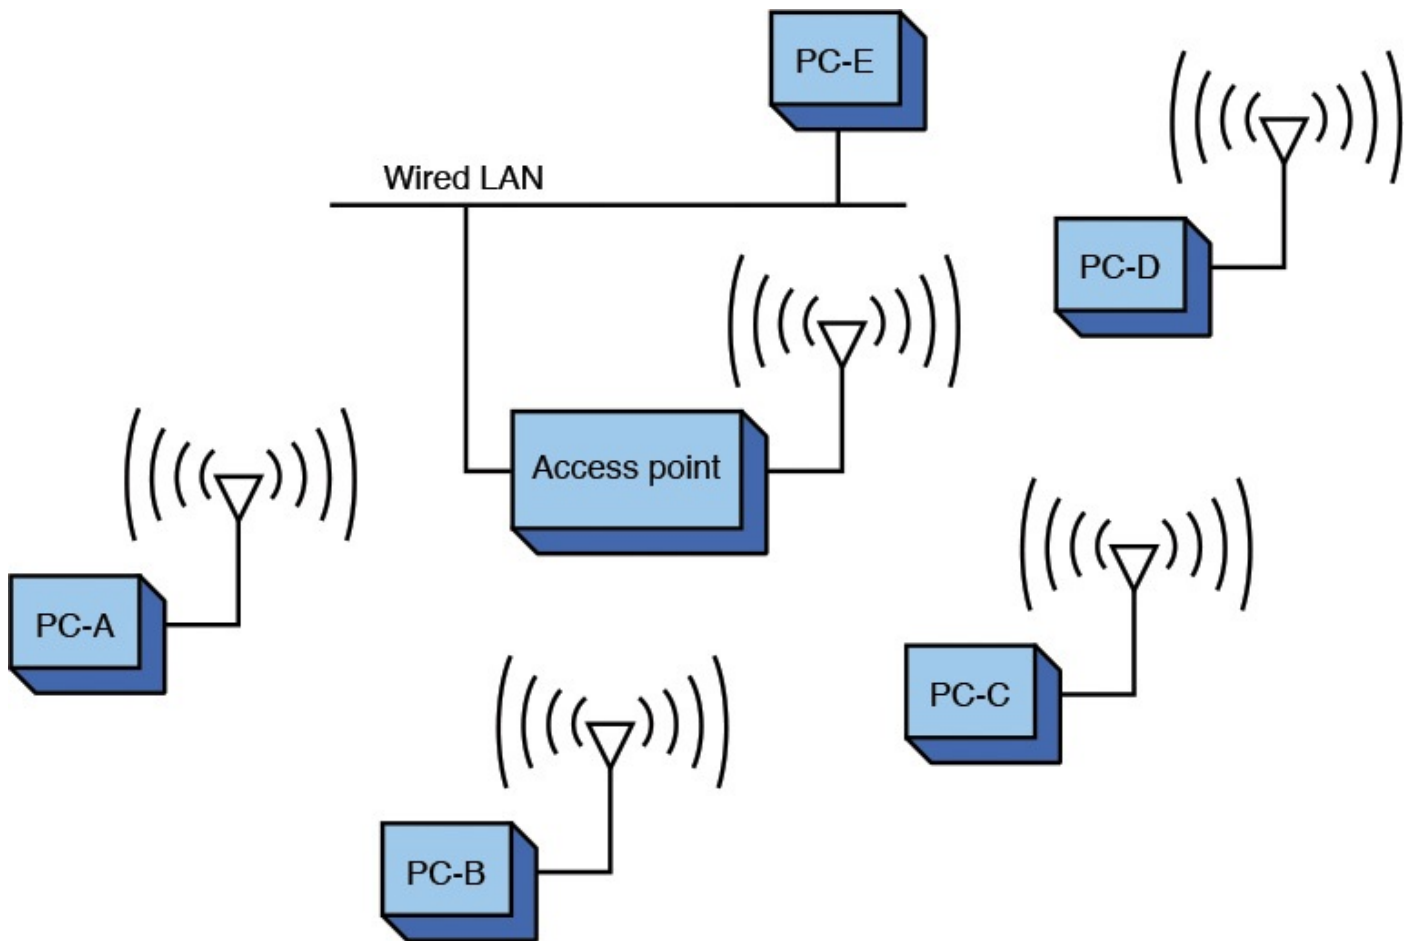 PC-E
Wired LAN
PC-D
Access point
PC-A
PC-C
PC-B